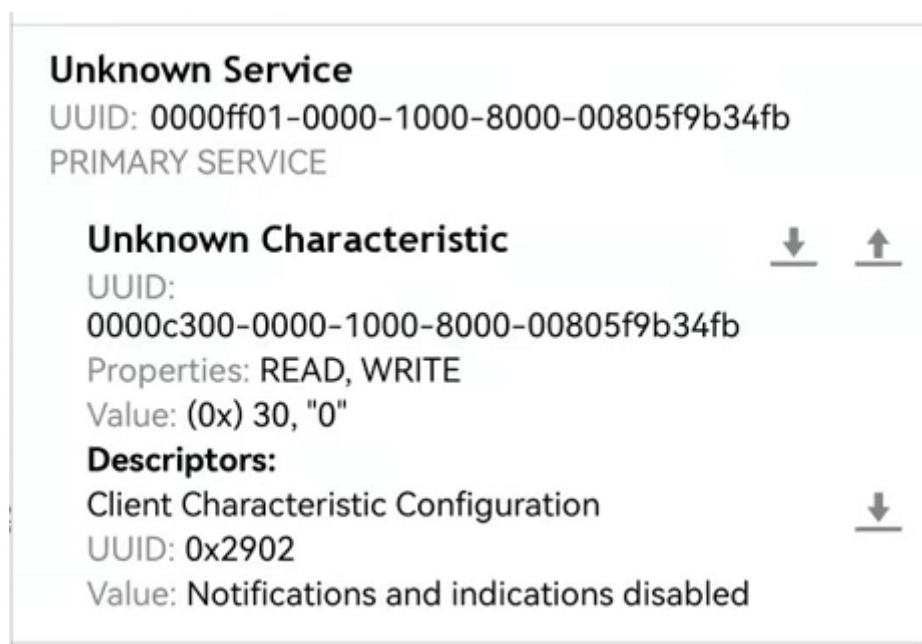 Unknown Service
UUID: 0000ff01-0000-1000-8000-00805f9b34fb
PRIMARY SERVICE
Unknown Characteristic
UUID:
0000c300-0000-1000-8000-00805f9b34fb
Properties: READ, WRITE
Value: (0x) 30, "0"
Descriptors:
Client Characteristic Configuration
UUID: 0x2902
Value: Notifications and indications disabled